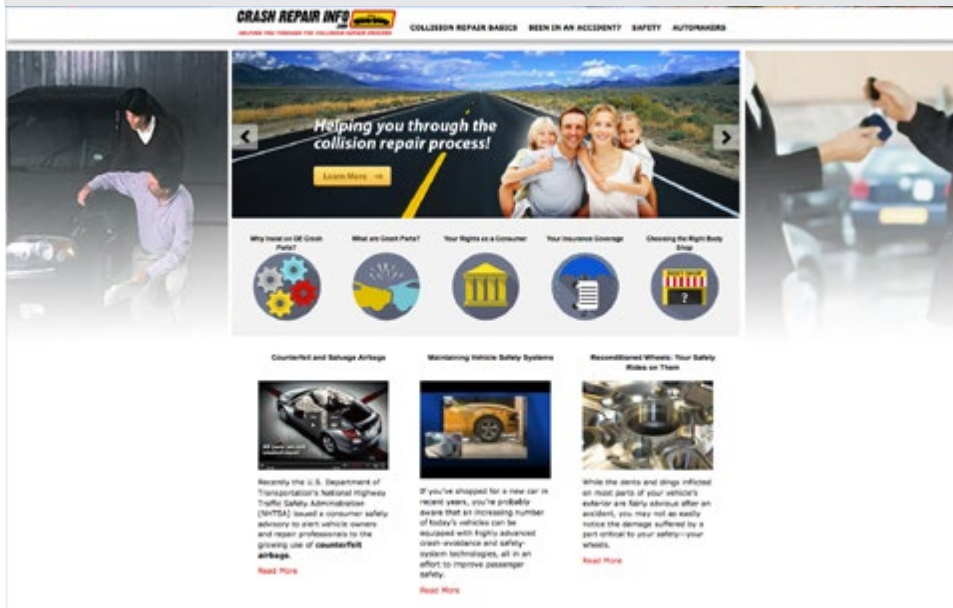 CRASH REPAIR INFO
.COM
HELPING YOU THROUGH THE COLLISION REPAIR PROCESS
COLLISION REPAIR BASICS BEEN IN AN ACCIDENT? SAFETY AUTOMAKERS
Helping you through the
collision repair process!
Learn More
Why Insist on OE Crash
Parts?
What are Crash Parts?
Your Rights as a Consumer
Your Insurance Coverage
Choosing the Right Body
Shop
BODY SHOP
?
Counterfeit and Salvage Airbags
Recently the U.S. Department of
Transportation's National Highway
Traffic Safety Administration
(NHTSA) issued a consumer safety
advisory to alert vehicle owners
and repair professionals to the
growing use of counterfeit
airbags.
Read More
Maintaining Vehicle Safety Systems
If you've shopped for a new car in
recent years, you're probably
aware that an increasing number
of today's vehicles can be
equipped with highly advanced
crash-avoidance and safety-
system technologies, all in an
effort to improve passenger
safety.
Read More
Reconditioned Wheels: Your Safety
Rides on Them
While the dents and dings inflicted
on most parts of your vehicle's
exterior are fairly obvious after an
accident, you may not as easily
notice the damage suffered by a
part critical to your safety--your
wheels.
Read More